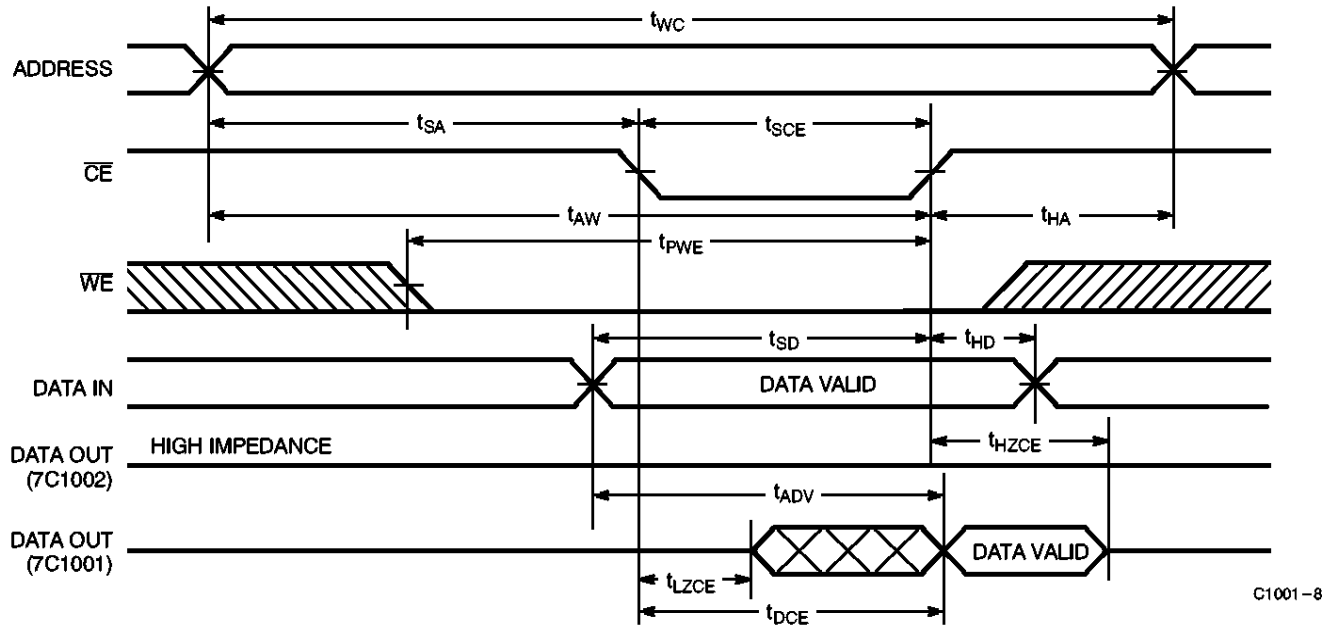 tWC
ADDRESS
tSA
tSCE
CE
tAW
tHA
tPWE
WE
tSD
tHD
DATA IN
DATA VALID
HIGH IMPEDANCE
tHZCE
DATA OUT
(7C1002)
tADV
DATA OUT
(7C1001)
DATA VALID
tLZCE
tDCE
C1001-8